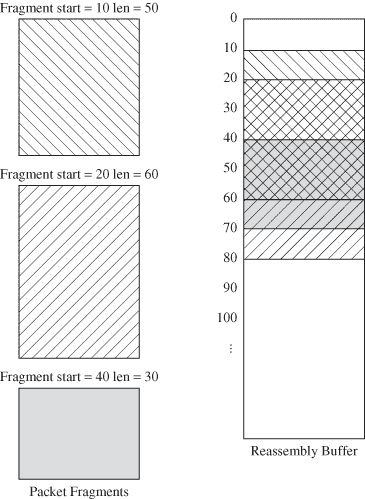 Fragment start = 10 len = 50
Fragment start = 20 len = 60
Fragment start = 40 len = 30
Packet Fragments
0
10
20
30
40
50
60
70
80
90
100
...
Reassembly Buffer